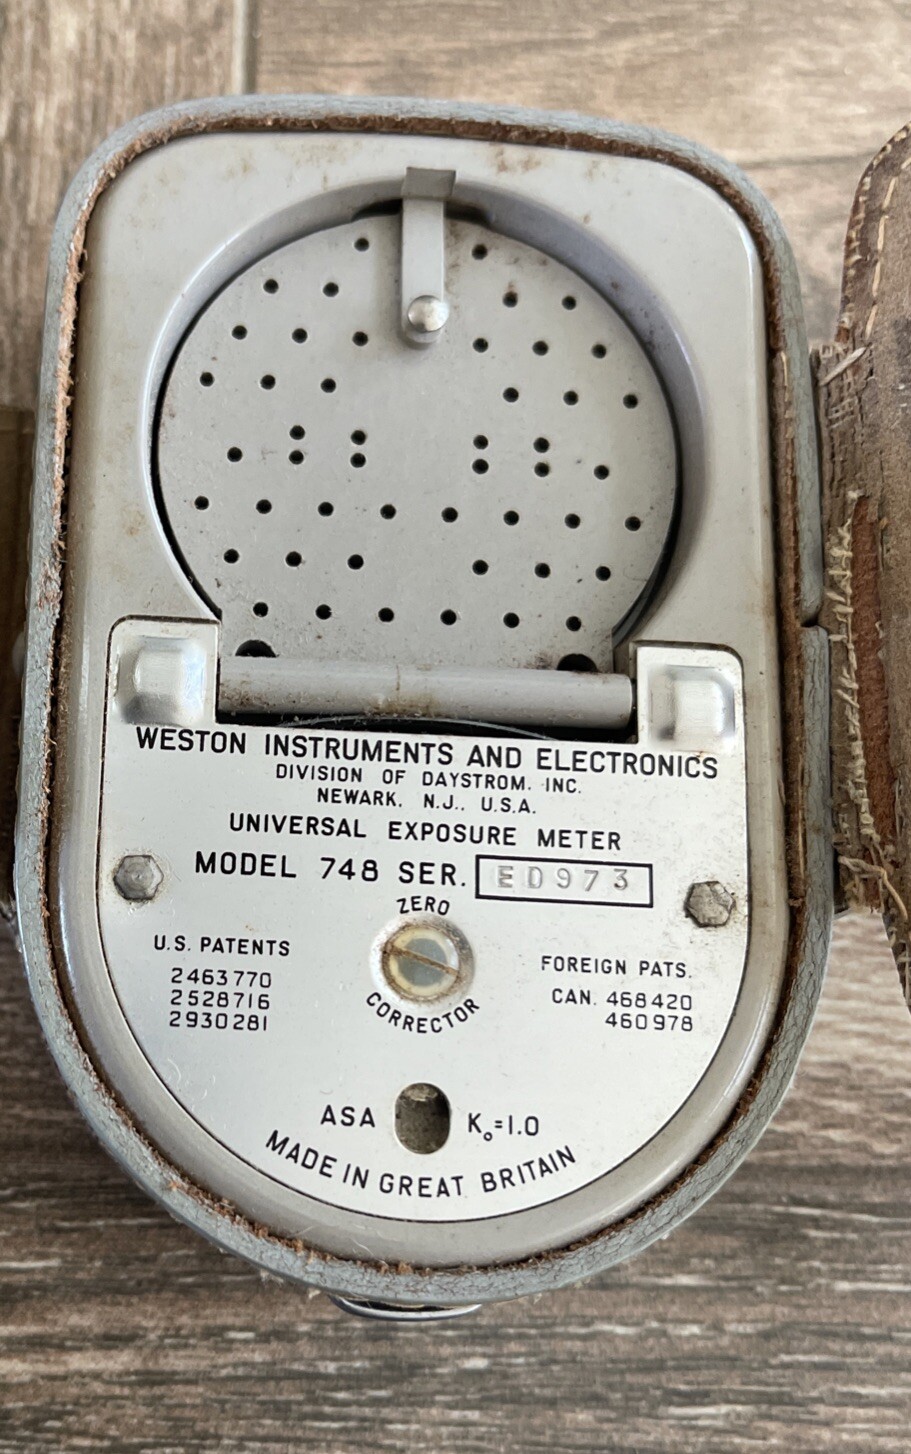 WESTON INSTRUMENTS AND ELECTRONICS
DIVISION OF DAYSTROM, INC.
NEWARK, N.J., U.S.A.
UNIVERSAL EXPOSURE METER
MODEL 748 SER. ED973
ZERO
CORRECTOR
U.S. PATENTS
2463770
2528716
2930281
FOREIGN PATS.
CAN. 468420
460978
ASA K₀=1.0
MADE IN GREAT BRITAIN